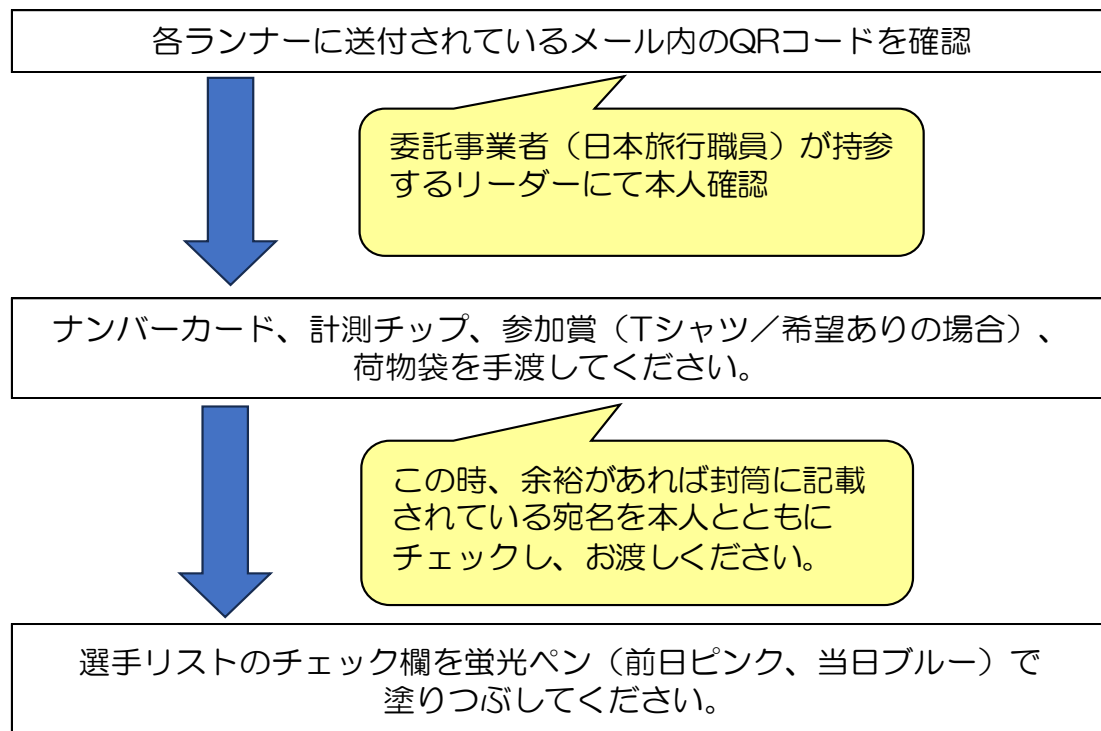 各ランナーに送付されているメール内のQRコードを確認
委託事業者（日本旅行職員）が持参
するリーダーにて本人確認
ナンバーカード、計測チップ、参加賞（Tシャツ／希望ありの場合）、
荷物袋を手渡してください。
この時、余裕があれば封筒に記載
されている宛名を本人とともに
チェックし、お渡しください。
選手リストのチェック欄を蛍光ペン（前日ピンク、当日ブルー）で
塗りつぶしてください。